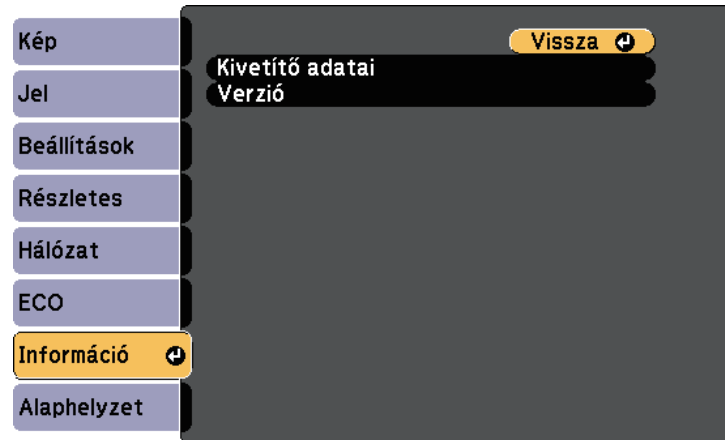 Kép
Jel
Beállítások
Részletes
Hálózat
ECO
Információ
Alaphelyzet
Vissza
Kivetítő adatai
Verzió